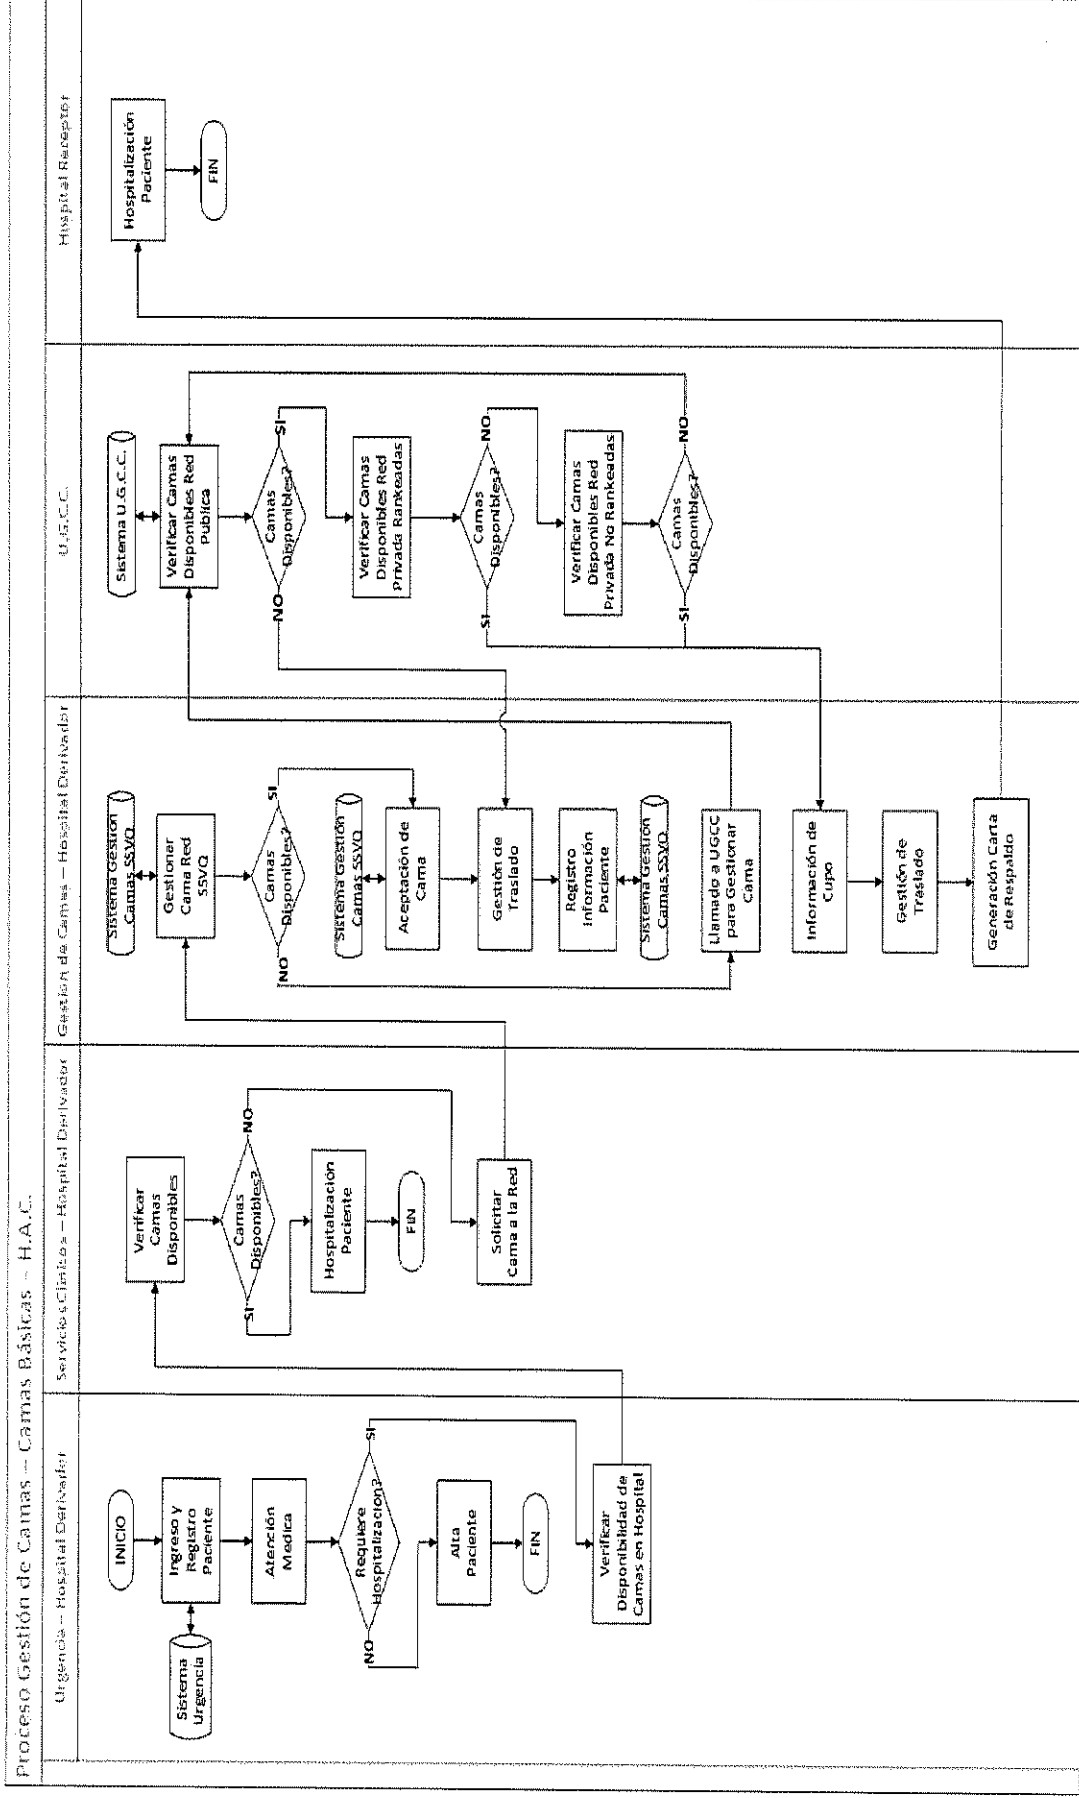 Proceso Gestión de Camas – Camas Básicas – H.A.C.
Urgencia – Hospital Derivador
INICIO
Ingreso y
Registro
Paciente
Sistema
Urgencia
Atención
Medica
Requiere
Hospitalizacion?
NO
SI
Alta
Paciente
FIN
Verificar
Disponibilidad de
Camas en Hospital
Servicios Clinicos – Hospital Derivador
Verificar
Camas
Disponibles
Camas
Disponibles?
SI
NO
Hospitalización
Paciente
FIN
Solicitar
Cama a la Red
Gestion de Camas – Hospital Derivador
Sistema Gestion
Camas SSVQ
Gestionar
Cama Red
SSVQ
Camas
Disponibles?
NO
SI
Sistema Gestión
Camas SSVQ
Aceptación de
Cama
Gestión de
Traslado
Registro
Información
Paciente
Sistema Gestión
Camas SSVQ
Llamado a UGCC
para Gestionar
Cama
Información de
Cupo
Gestión de
Traslado
Generación Carta
de Respaldo
U.G.C.C.
Sistema U.G.C.C.
Verificar Camas
Disponibles Red
Publica
Camas
Disponibles?
NO
SI
Verificar Camas
Disponibles Red
Privada Rankeadas
Camas
Disponibles?
SI
NO
Verificar Camas
Disponibles Red
Privada No Rankeadas
Camas
Disponibles?
SI
NO
Hospital Receptor
Hospitalización
Paciente
FIN